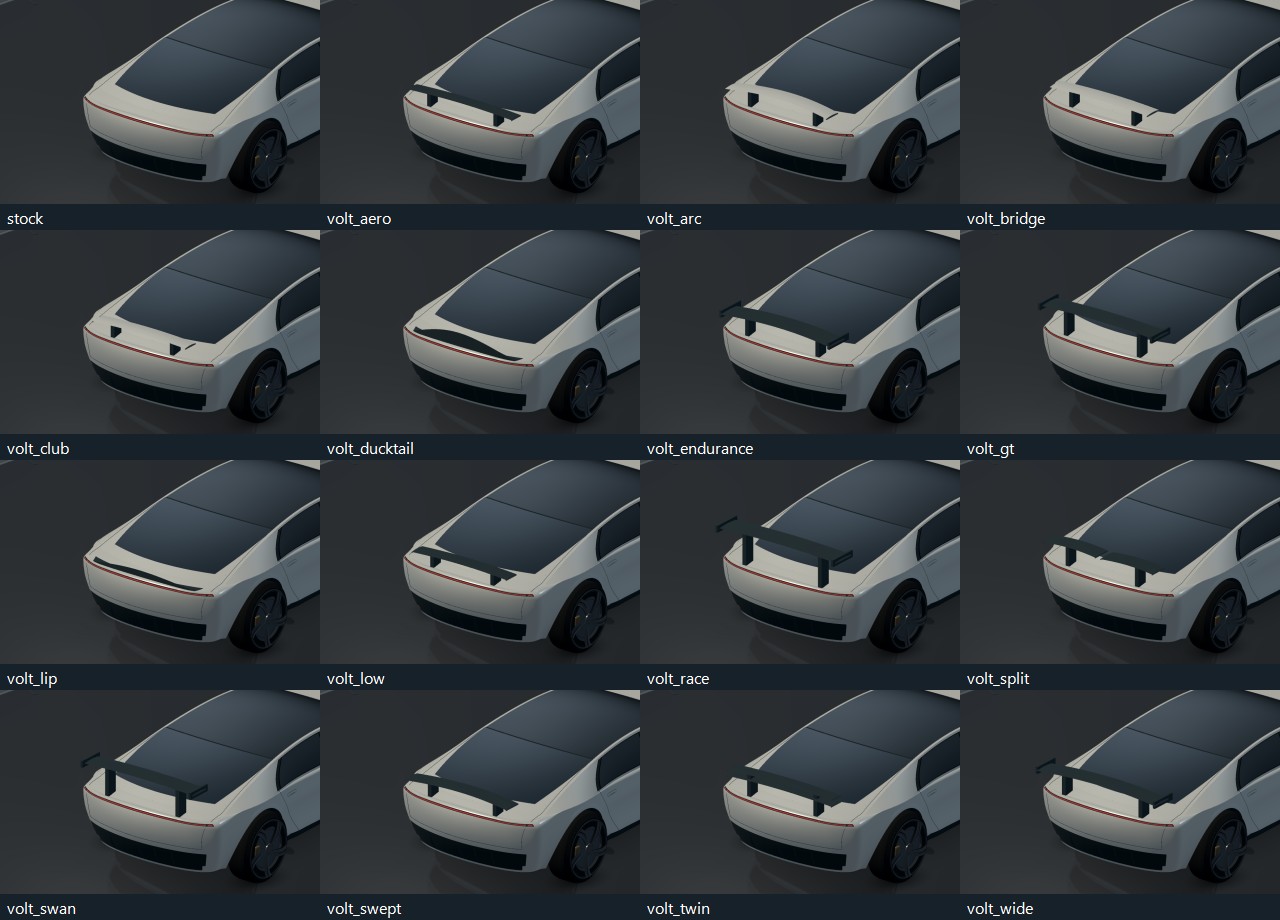 stock
volt_aero
volt_arc
volt_bridge
volt_club
volt_ducktail
volt_endurance
volt_gt
volt_lip
volt_low
volt_race
volt_split
volt_swan
volt_swept
volt_twin
volt_wide